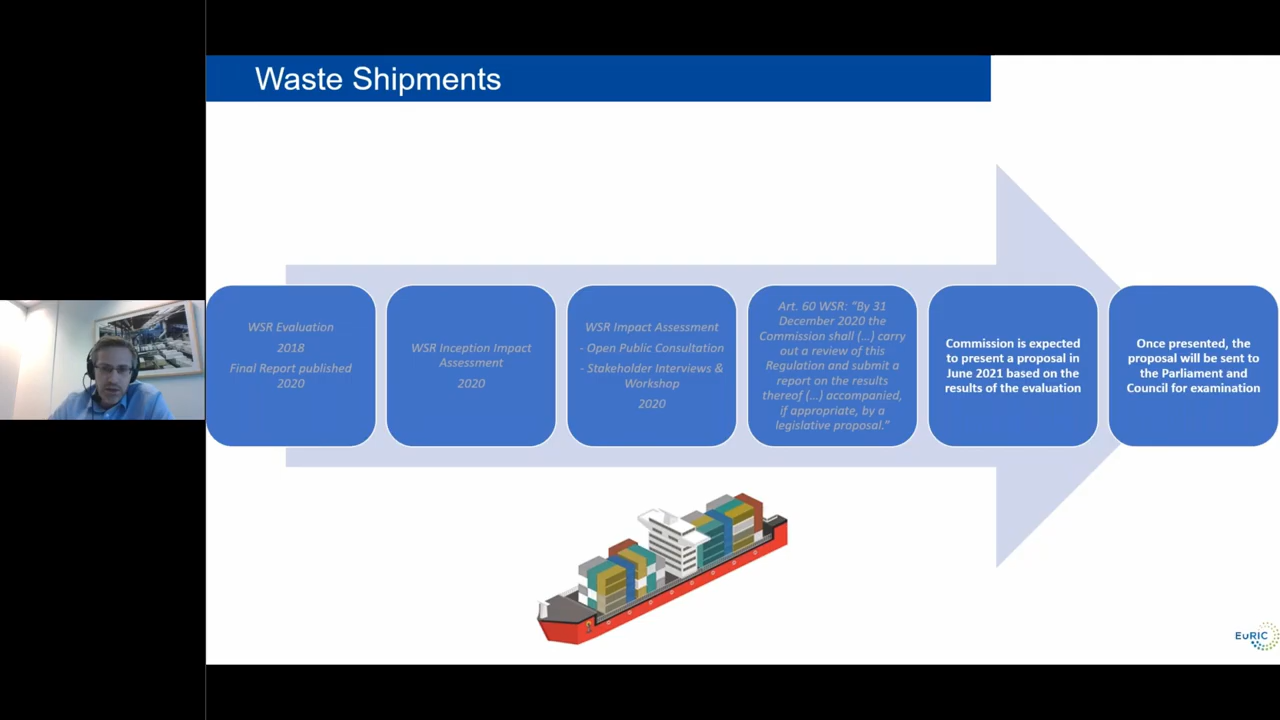 Waste Shipments
WSR Evaluation
2018
Final Report published
2020
WSR Inception Impact
Assessment
2020
WSR Impact Assessment
- Open Public Consultation
- Stakeholder Interviews &
Workshop
2020
Art. 60 WSR: “By 31
December 2020 the
Commission shall (…) carry
out a review of this
Regulation and submit a
report on the results
thereof (…) accompanied,
if appropriate, by a
legislative proposal.”
Commission is expected
to present a proposal in
June 2021 based on the
results of the evaluation
Once presented, the
proposal will be sent to
the Parliament and
Council for examination
EuRIC